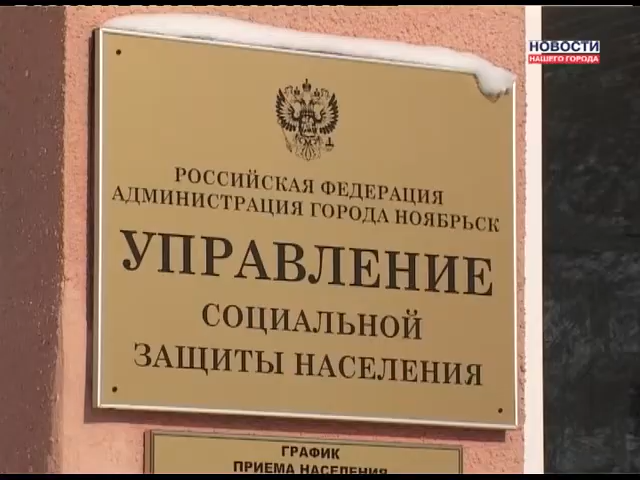 НОВОСТИ
НАШЕГО ГОРОДА
РОССИЙСКАЯ ФЕДЕРАЦИЯ
АДМИНИСТРАЦИЯ ГОРОДА НОЯБРЬСК
УПРАВЛЕНИЕ
СОЦИАЛЬНОЙ
ЗАЩИТЫ НАСЕЛЕНИЯ
ГРАФИК
ПРИЕМА НАСЕЛЕНИЯ